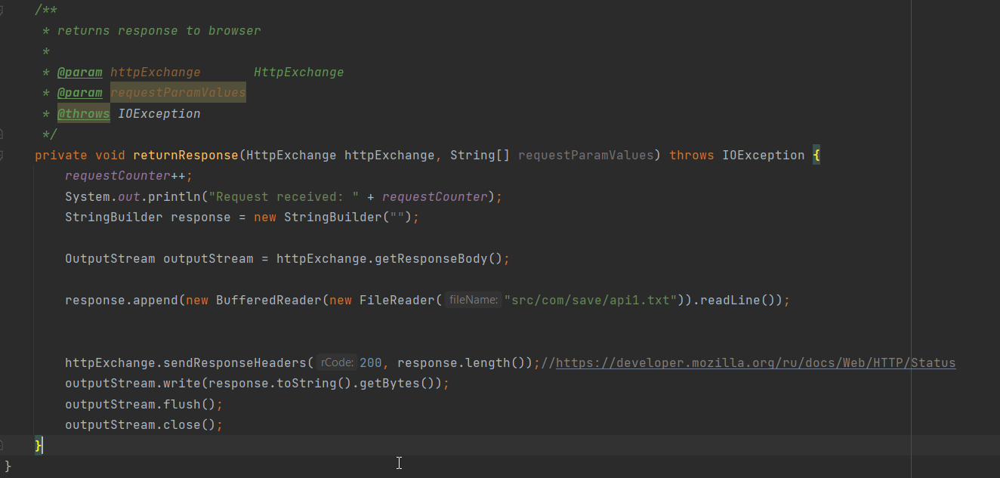 /**
* returns response to browser
*
* @param httpExchange HttpExchange
* @param requestParamValues
* @throws IOException
*/
private void returnResponse(HttpExchange httpExchange, String[] requestParamValues) throws IOException {
requestCounter++;
System.out.println("Request received: " + requestCounter);
StringBuilder response = new StringBuilder("");
OutputStream outputStream = httpExchange.getResponseBody();
response.append(new BufferedReader(new FileReader( fileName: "src/com/save/api1.txt")).readLine());
httpExchange.sendResponseHeaders( rCode: 200, response.length());//https://developer.mozilla.org/ru/docs/Web/HTTP/Status
outputStream.write(response.toString().getBytes());
outputStream.flush();
outputStream.close();
}
}